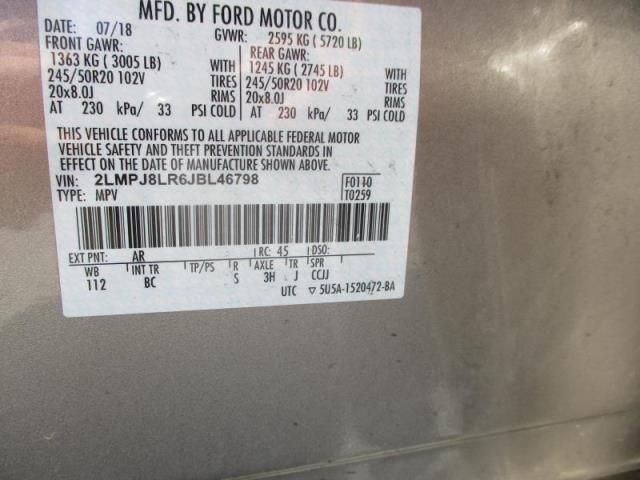 MFD. BY FORD MOTOR CO.
DATE: 07/18 GVWR: 2595 KG ( 5720 LB)
FRONT GAWR: REAR GAWR:
1363 KG ( 3005 LB) WITH 1245 KG ( 2745 LB) WITH
245/50R20 102V TIRES 245/50R20 102V TIRES
20x8.0J RIMS 20x8.0J RIMS
AT 230 kPa/ 33 PSI COLD AT 230 kPa/ 33 PSI COLD
THIS VEHICLE CONFORMS TO ALL APPLICABLE FEDERAL MOTOR
VEHICLE SAFETY AND THEFT PREVENTION STANDARDS IN
EFFECT ON THE DATE OF MANUFACTURE SHOWN ABOVE.
VIN: 2LMPJ8LR6JBL46798 F0110
TYPE: MPV T0259
EXT PNT: AR RC: 45 DSO:
WB INT TR TP/PS R AXLE TR SPR
112 BC S 3H J CCJJ
UTC ▽ 5U5A-1520472-BA